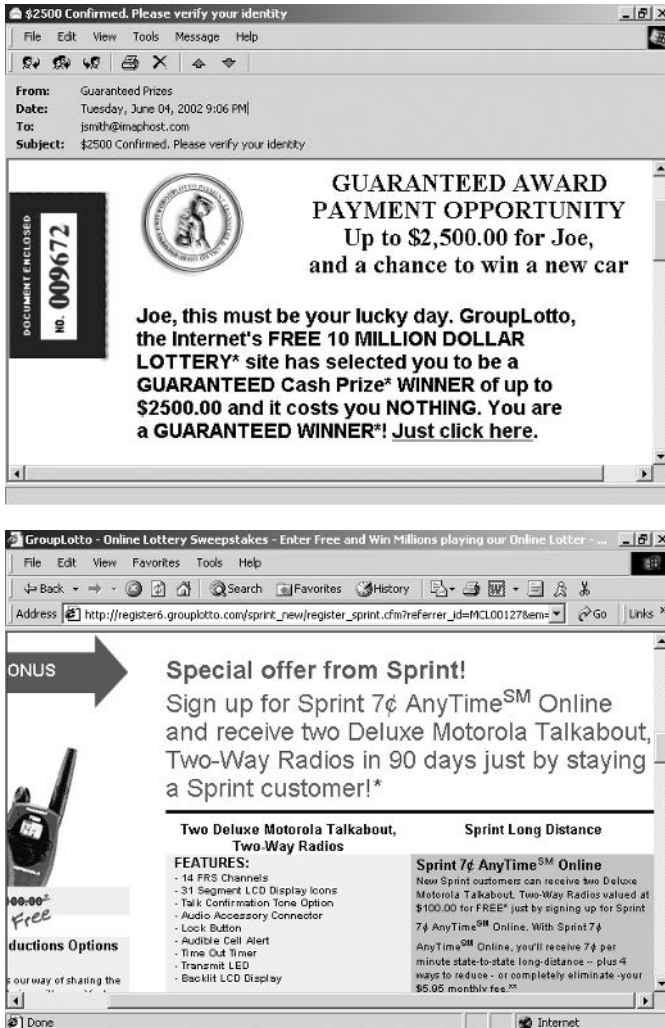 $2500 Confirmed. Please verify your identity
File Edit View Tools Message Help
From: Guaranteed Prizes
Date: Tuesday, June 04, 2002 9:06 PM
To: jsmith@imaphost.com
Subject: $2500 Confirmed. Please verify your identity
DOCUMENT ENCLOSED
NO. 009672
GUARANTEED AWARD
PAYMENT OPPORTUNITY
Up to $2,500.00 for Joe,
and a chance to win a new car
Joe, this must be your lucky day. GroupLotto,
the Internet's FREE 10 MILLION DOLLAR
LOTTERY* site has selected you to be a
GUARANTEED Cash Prize* WINNER of up to
$2500.00 and it costs you NOTHING. You are
a GUARANTEED WINNER*! Just click here.
GroupLotto - Online Lottery Sweepstakes - Enter Free and Win Millions playing our Online Lotter - ...
File Edit View Favorites Tools Help
Back Search Favorites History
Address http://register6.grouplotto.com/sprint_new/register_sprint.cfm?referrer_id=MCL00127&em= Go Links
ONUS
Special offer from Sprint!
Sign up for Sprint 7¢ AnyTime℠ Online
and receive two Deluxe Motorola Talkabout,
Two-Way Radios in 90 days just by staying
a Sprint customer!*
Two Deluxe Motorola Talkabout,
Two-Way Radios
FEATURES:
- 14 FRS Channels
- 31 Segment LCD Display Icons
- Talk Confirmation Tone Option
- Audio Accessory Connector
- Lock Button
- Audible Cell Alert
- Time Out Timer
- Transmit LED
- Backlit LCD Display
Sprint Long Distance
Sprint 7¢ AnyTime℠ Online
New Sprint customers can receive two Deluxe
Motorola Talkabout, Two-Way Radios valued at
$100.00 for FREE* just by signing up for Sprint
7¢ AnyTime℠ Online. With Sprint 7¢
AnyTime℠ Online, you'll receive 7¢ per
minute state-to-state long-distance -- plus 4
ways to reduce - or completely eliminate -your
$5.95 monthly fee.**
Free
ductions Options
s our way of sharing the
Done Internet